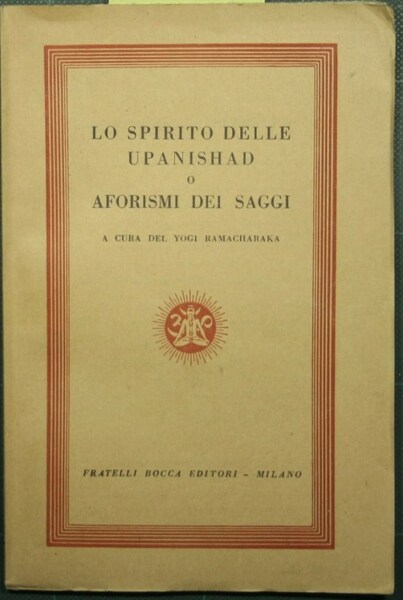 LO SPIRITO DELLE
UPANISHAD
O
AFORISMI DEI SAGGI
A CURA DEL YOGI RAMACHARAKA
FRATELLI BOCCA EDITORI - MILANO